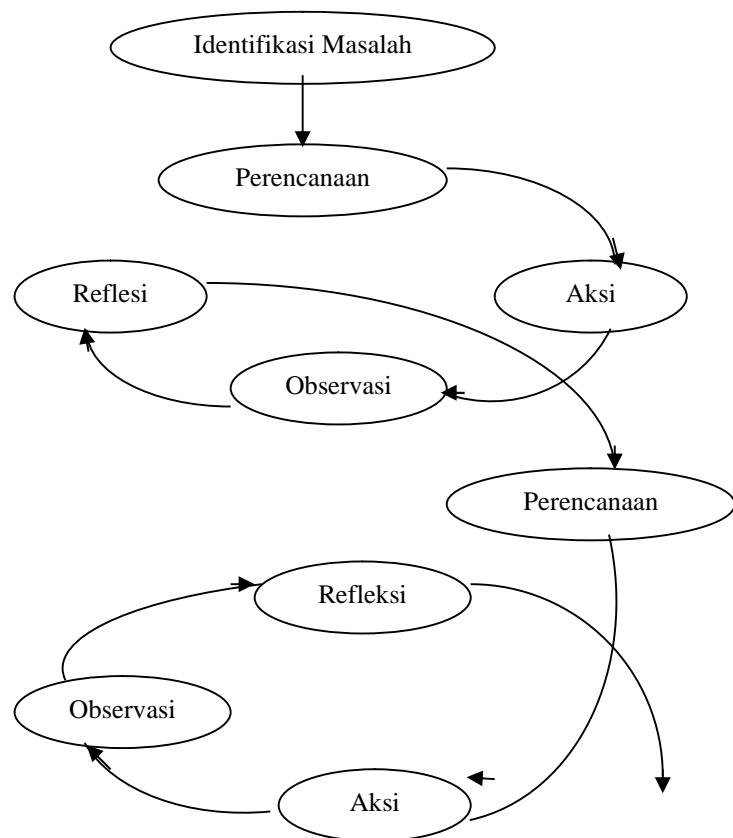 Identifikasi Masalah
Perencanaan
Reflesi
Aksi
Observasi
Perencanaan
Refleksi
Observasi
Aksi